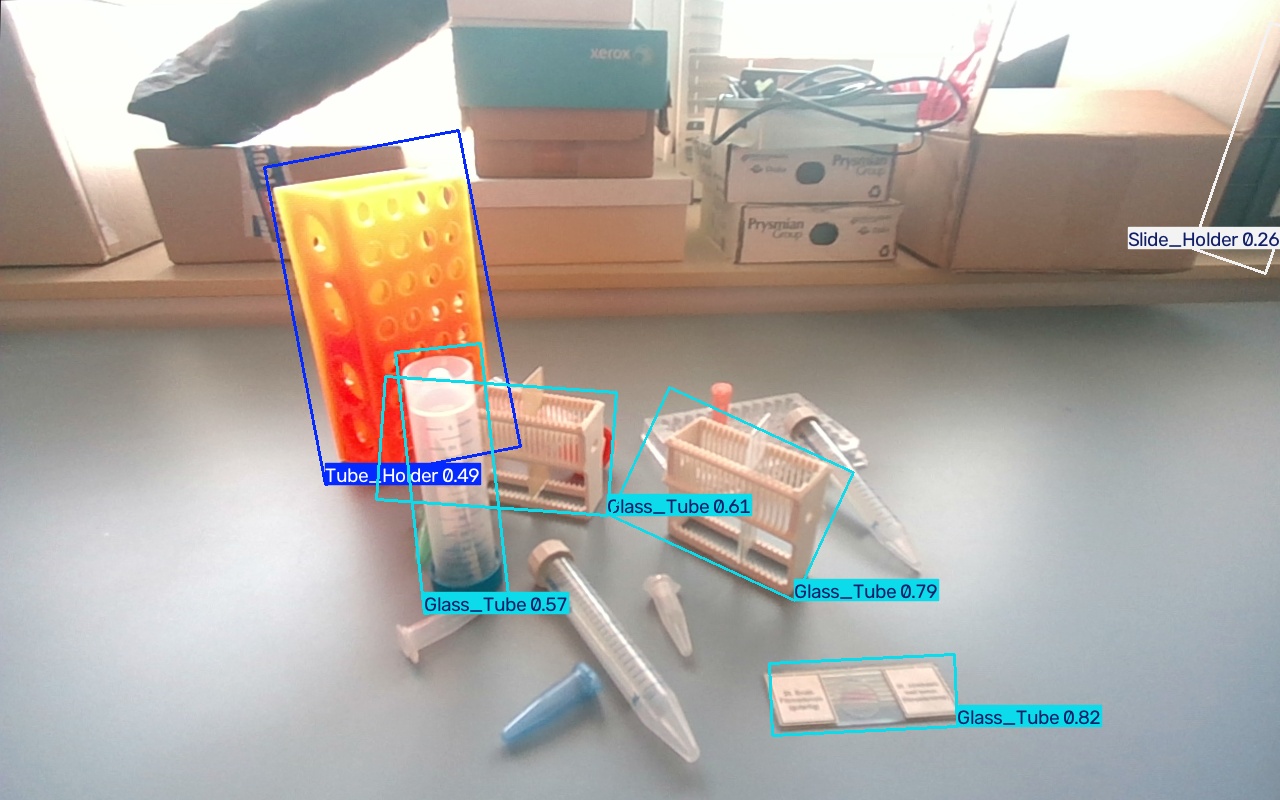 xerox
Prysmian
Group
Prysmian
Group
Slide_Holder 0.26
Tube_Holder 0.49
Glass_Tube 0.61
Glass_Tube 0.79
Glass_Tube 0.57
Glass_Tube 0.82